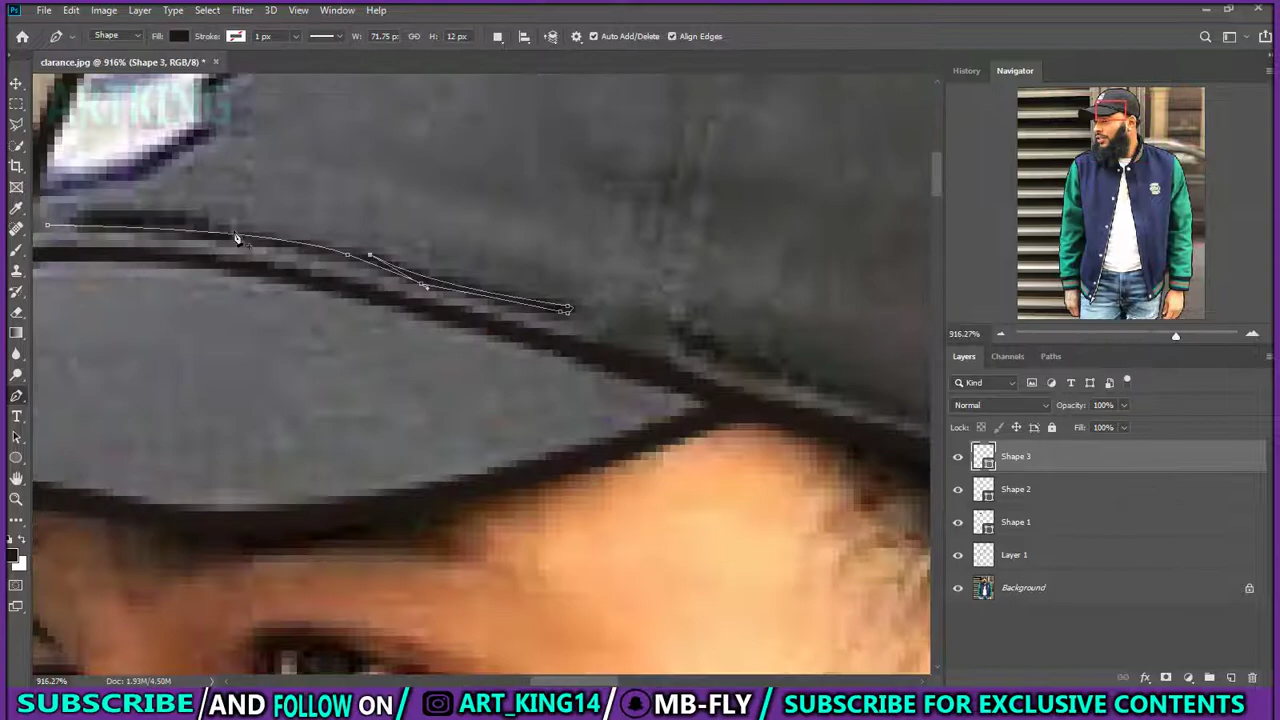 File Edit Image Layer Type Select Filter 3D View Window Help
Shape Fill: Stroke: 1 px W: 71.75 p: H: 12 px Auto Add/Delete Align Edges
clarance.jpg @ 916% (Shape 3, RGB/8) *
History Navigator
ARTKING
916.27%
Layers Channels Paths
Kind
Normal Opacity: 100%
Lock: Fill: 100%
Shape 3
Shape 2
Shape 1
Layer 1
Background
916.27% Doc: 1.93M/4.50M
SUBSCRIBE/AND FOLLOW ON/ ART_KING14/ MB-FLY/ SUBSCRIBE FOR EXCLUSIVE CONTENTS